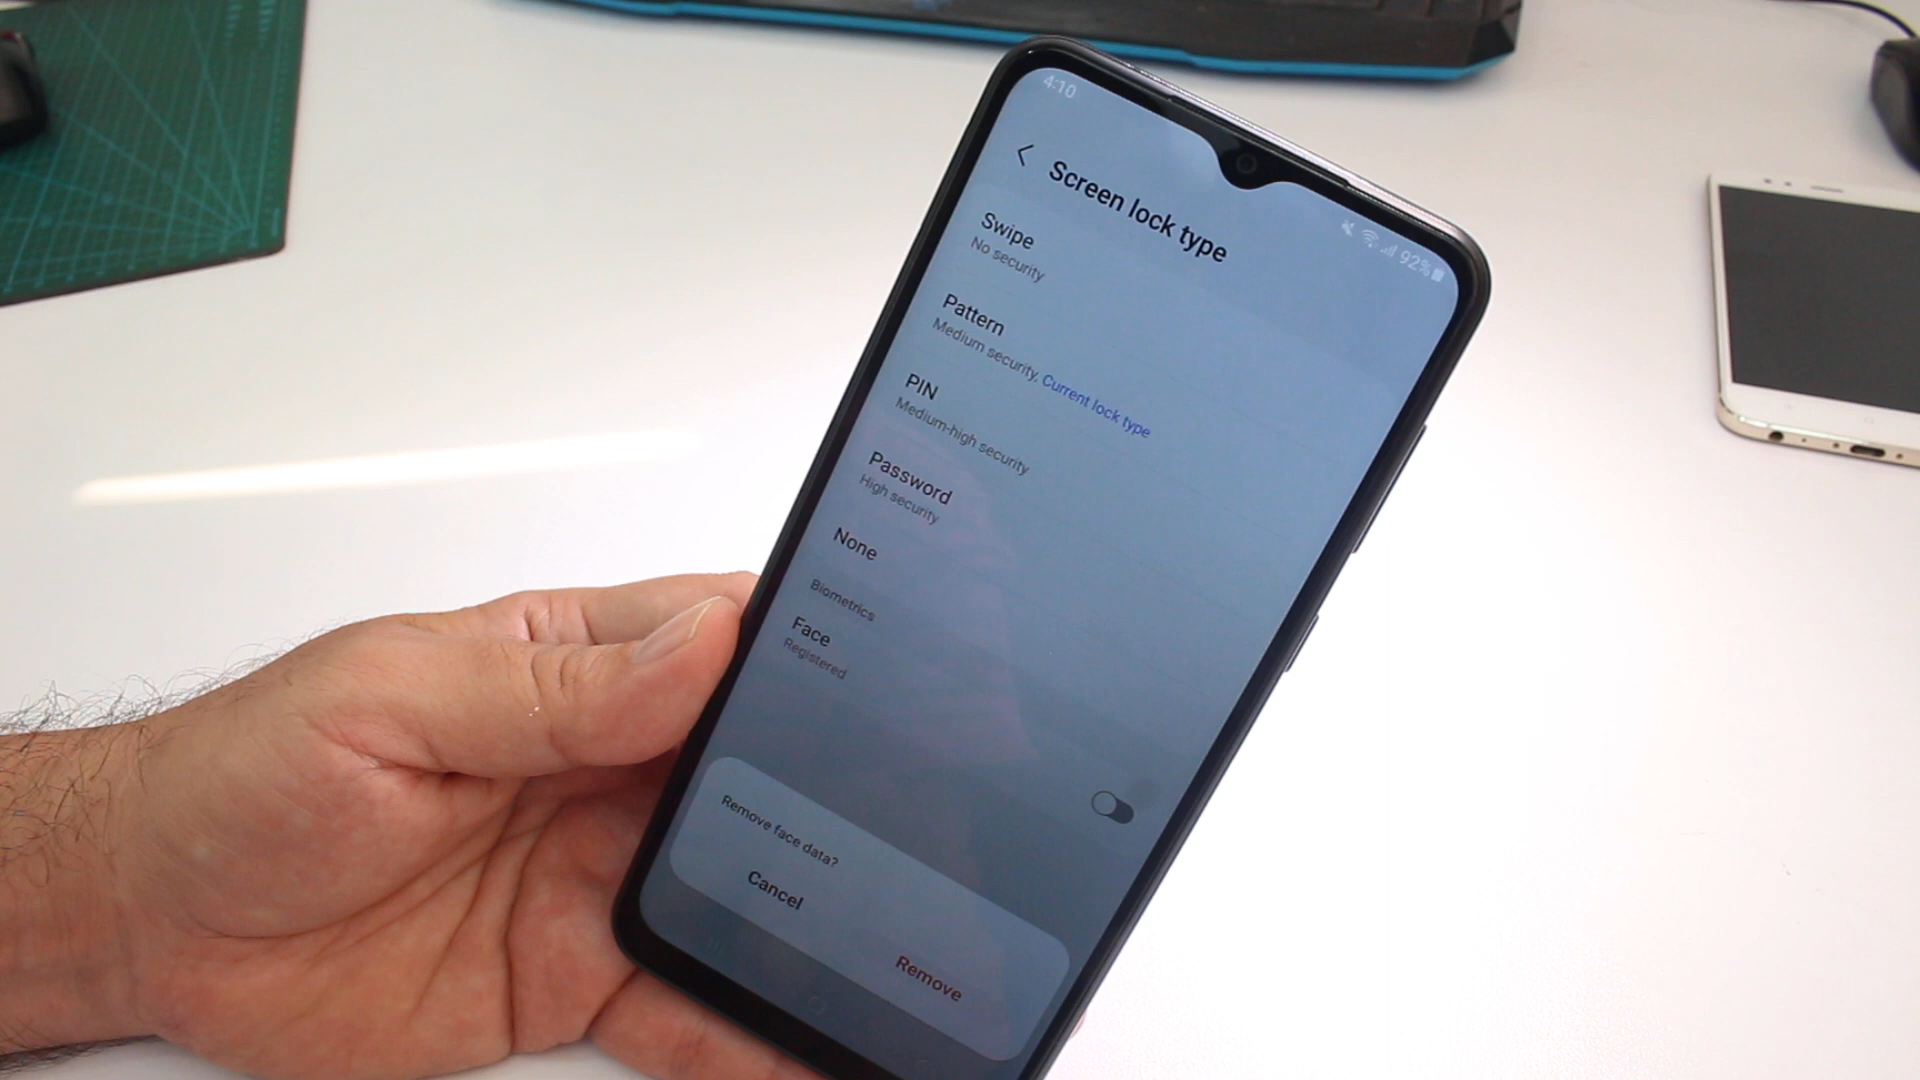 4:10
92%
Screen lock type
Swipe
No security
Pattern
Medium security, Current lock type
PIN
Medium-high security
Password
High security
None
Biometrics
Face
Registered
Remove face data?
Cancel
Remove